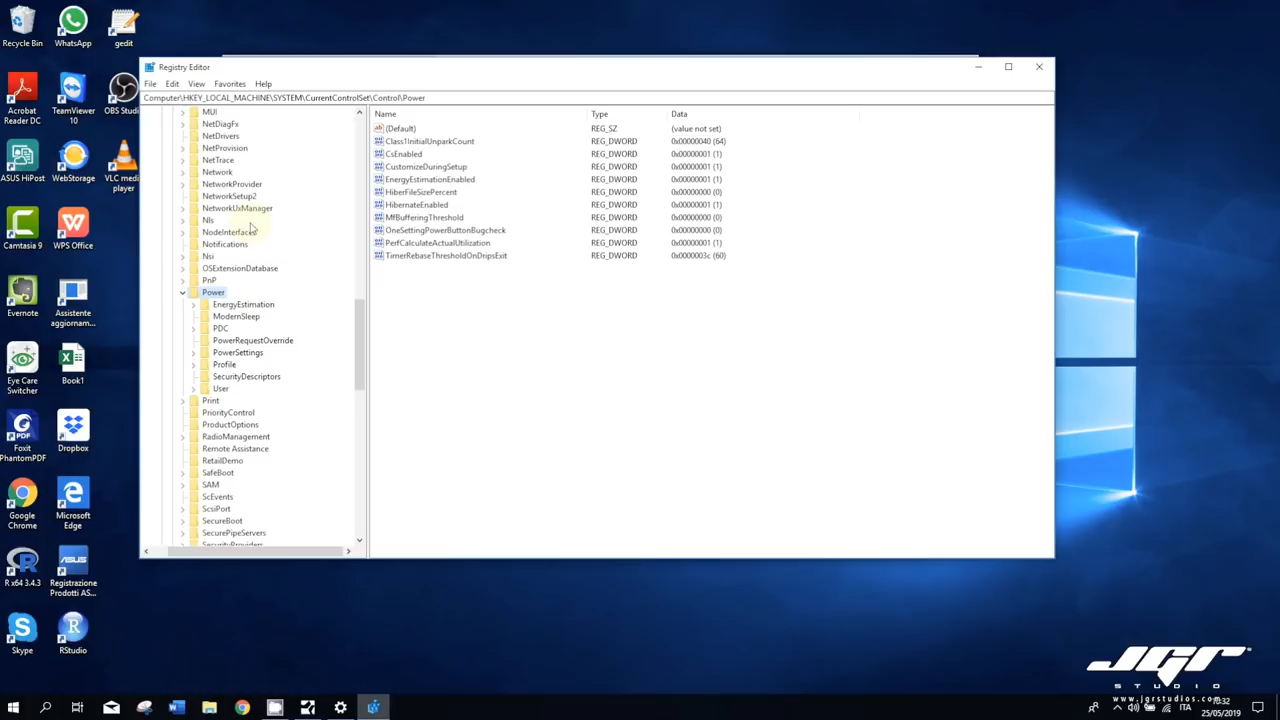 Recycle Bin
WhatsApp
gedit
Acrobat
Reader DC
TeamViewer
10
OBS Studio
ASUS HiPost
WebStorage
VLC media
player
Camtasia 9
WPS Office
Evernote
Assistente
aggiornam...
Eye Care
Switcher
Book1
Foxit
PhantomPDF
Dropbox
Google
Chrome
Microsoft
Edge
R x64 3.4.3
Registrazione
Prodotti AS...
Skype
RStudio
Registry Editor
File Edit View Favorites Help
Computer\HKEY_LOCAL_MACHINE\SYSTEM\CurrentControlSet\Control\Power
MUI
NetDiagFx
NetDrivers
NetProvision
NetTrace
Network
NetworkProvider
NetworkSetup2
NetworkUxManager
Nls
NodeInterfaces
Notifications
Nsi
OSExtensionDatabase
PnP
Power
EnergyEstimation
ModernSleep
PDC
PowerRequestOverride
PowerSettings
Profile
SecurityDescriptors
User
Print
PriorityControl
ProductOptions
RadioManagement
Remote Assistance
RetailDemo
SafeBoot
SAM
ScEvents
ScsiPort
SecureBoot
SecurePipeServers
SecurityProviders
Name Type Data
(Default) REG_SZ (value not set)
Class1InitialUnparkCount REG_DWORD 0x00000040 (64)
CsEnabled REG_DWORD 0x00000001 (1)
CustomizeDuringSetup REG_DWORD 0x00000001 (1)
EnergyEstimationEnabled REG_DWORD 0x00000001 (1)
HiberFileSizePercent REG_DWORD 0x00000000 (0)
HibernateEnabled REG_DWORD 0x00000001 (1)
MfBufferingThreshold REG_DWORD 0x00000000 (0)
OneSettingPowerButtonBugcheck REG_DWORD 0x00000000 (0)
PerfCalculateActualUtilization REG_DWORD 0x00000001 (1)
TimerRebaseThresholdOnDripsExit REG_DWORD 0x0000003c (60)
JGR
STUDIO
www.jgrstudios.com
ITA
10:32
25/05/2019